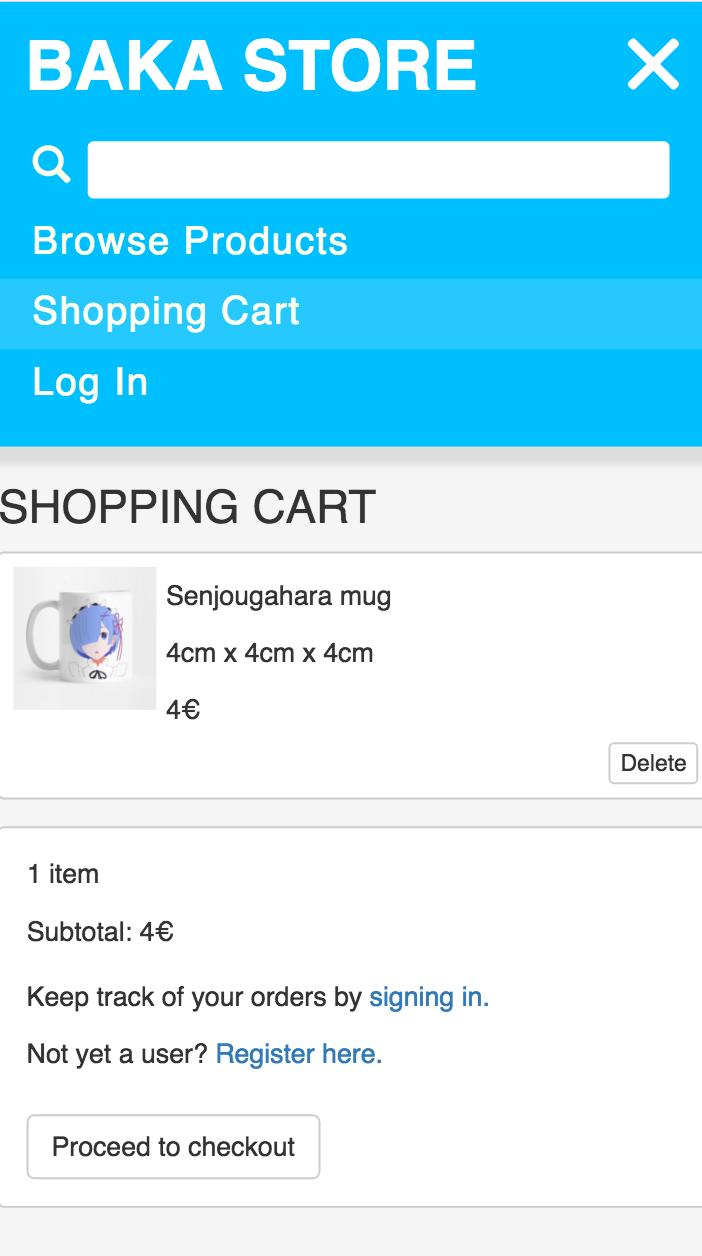 BAKA STORE
Browse Products
Shopping Cart
Log In
SHOPPING CART
Senjougahara mug
4cm x 4cm x 4cm
4€
Delete
1 item
Subtotal: 4€
Keep track of your orders by signing in.
Not yet a user? Register here.
Proceed to checkout